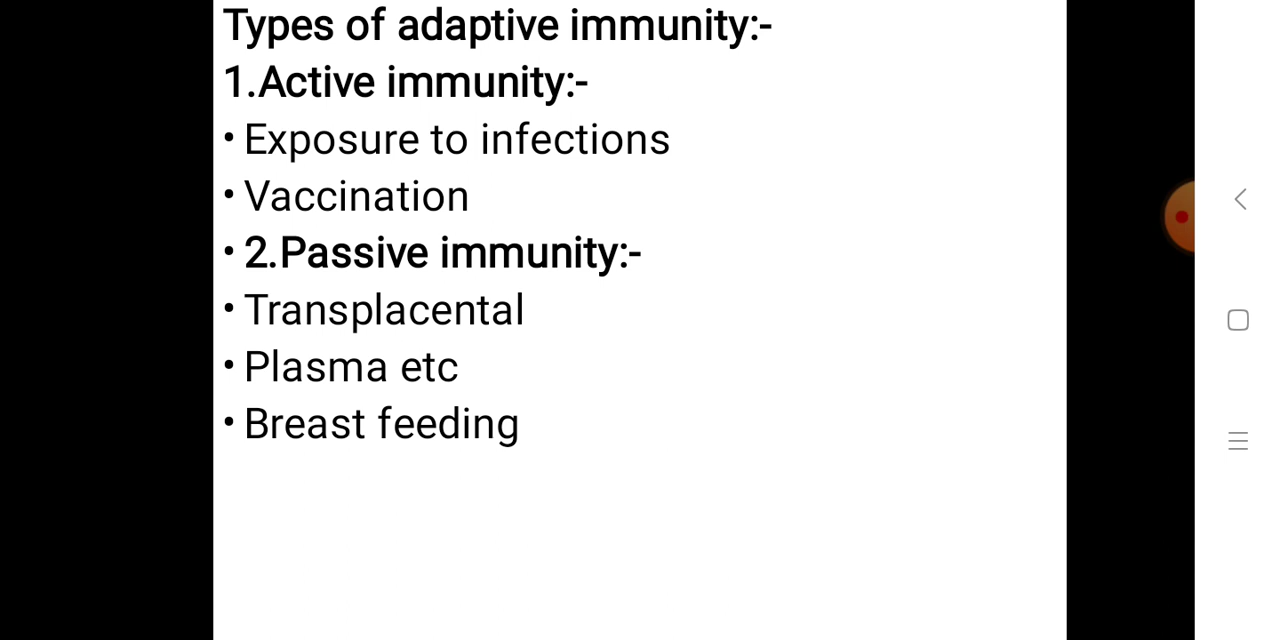 Types of adaptive immunity:-
1.Active immunity:-
• Exposure to infections
• Vaccination
• 2.Passive immunity:-
• Transplacental
• Plasma etc
• Breast feeding